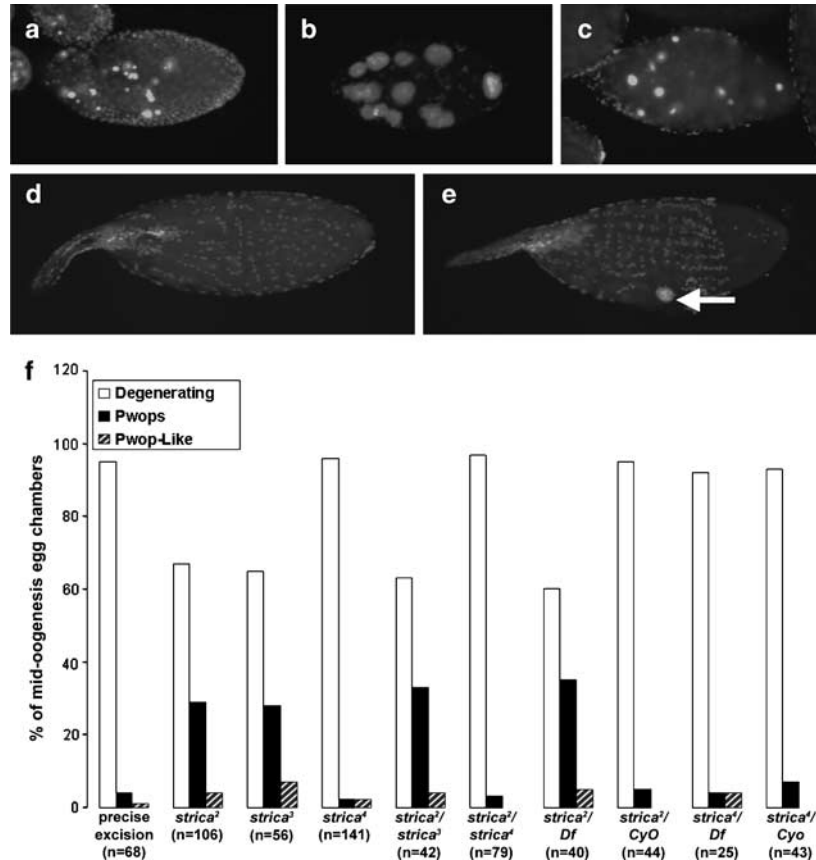 a
b
c
d
e
f
120
100
80
60
40
20
0
% of mid-oogenesis egg chambers
Degenerating
Pwops
Pwop-Like
precise excision (n=68)
strica² (n=106)
strica³ (n=56)
strica⁴ (n=141)
strica²/ strica³ (n=42)
strica²/ strica⁴ (n=79)
strica²/ Df (n=40)
strica²/ CyO (n=44)
strica⁴/ Df (n=25)
strica⁴/ Cyo (n=43)